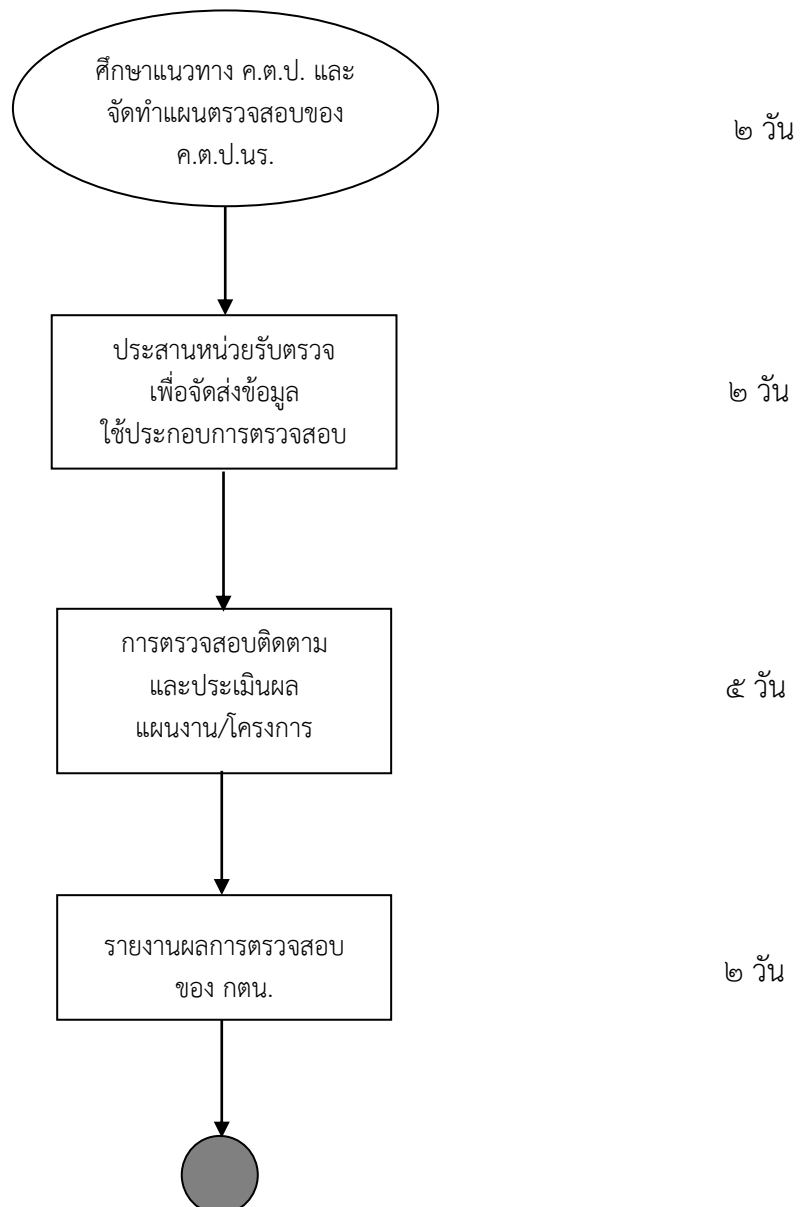 ศึกษาแนวทาง ค.ต.ป. และ
จัดทำแผนตรวจสอบของ
ค.ต.ป.นร.
๒ วัน
ประสานหน่วยรับตรวจ
เพื่อจัดส่งข้อมูล
ใช้ประกอบการตรวจสอบ
๒ วัน
การตรวจสอบติดตาม
และประเมินผล
แผนงาน/โครงการ
๕ วัน
รายงานผลการตรวจสอบ
ของ กตน.
๒ วัน